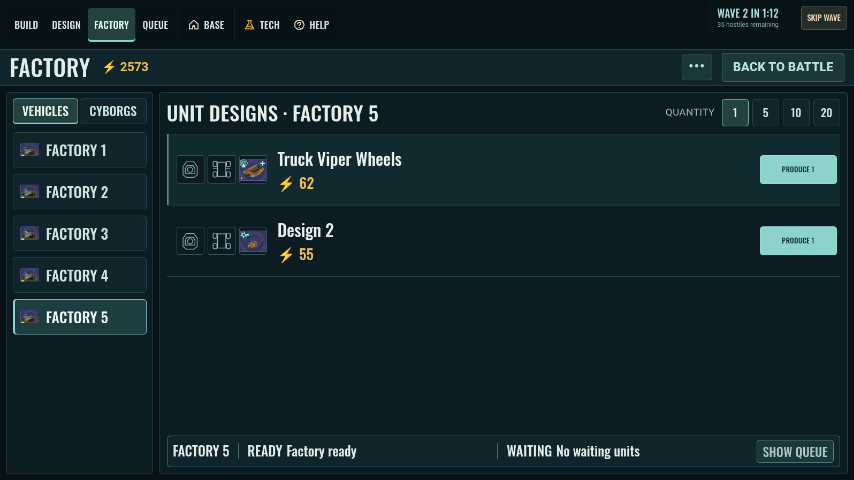 BUILD DESIGN FACTORY QUEUE BASE TECH HELP
WAVE 2 IN 1:12
35 hostiles remaining
SKIP WAVE
FACTORY 2573
••• BACK TO BATTLE
VEHICLES CYBORGS
FACTORY 1
FACTORY 2
FACTORY 3
FACTORY 4
FACTORY 5
UNIT DESIGNS · FACTORY 5
QUANTITY 1 5 10 20
Truck Viper Wheels
62
PRODUCE 1
Design 2
55
PRODUCE 1
FACTORY 5 READY Factory ready WAITING No waiting units SHOW QUEUE